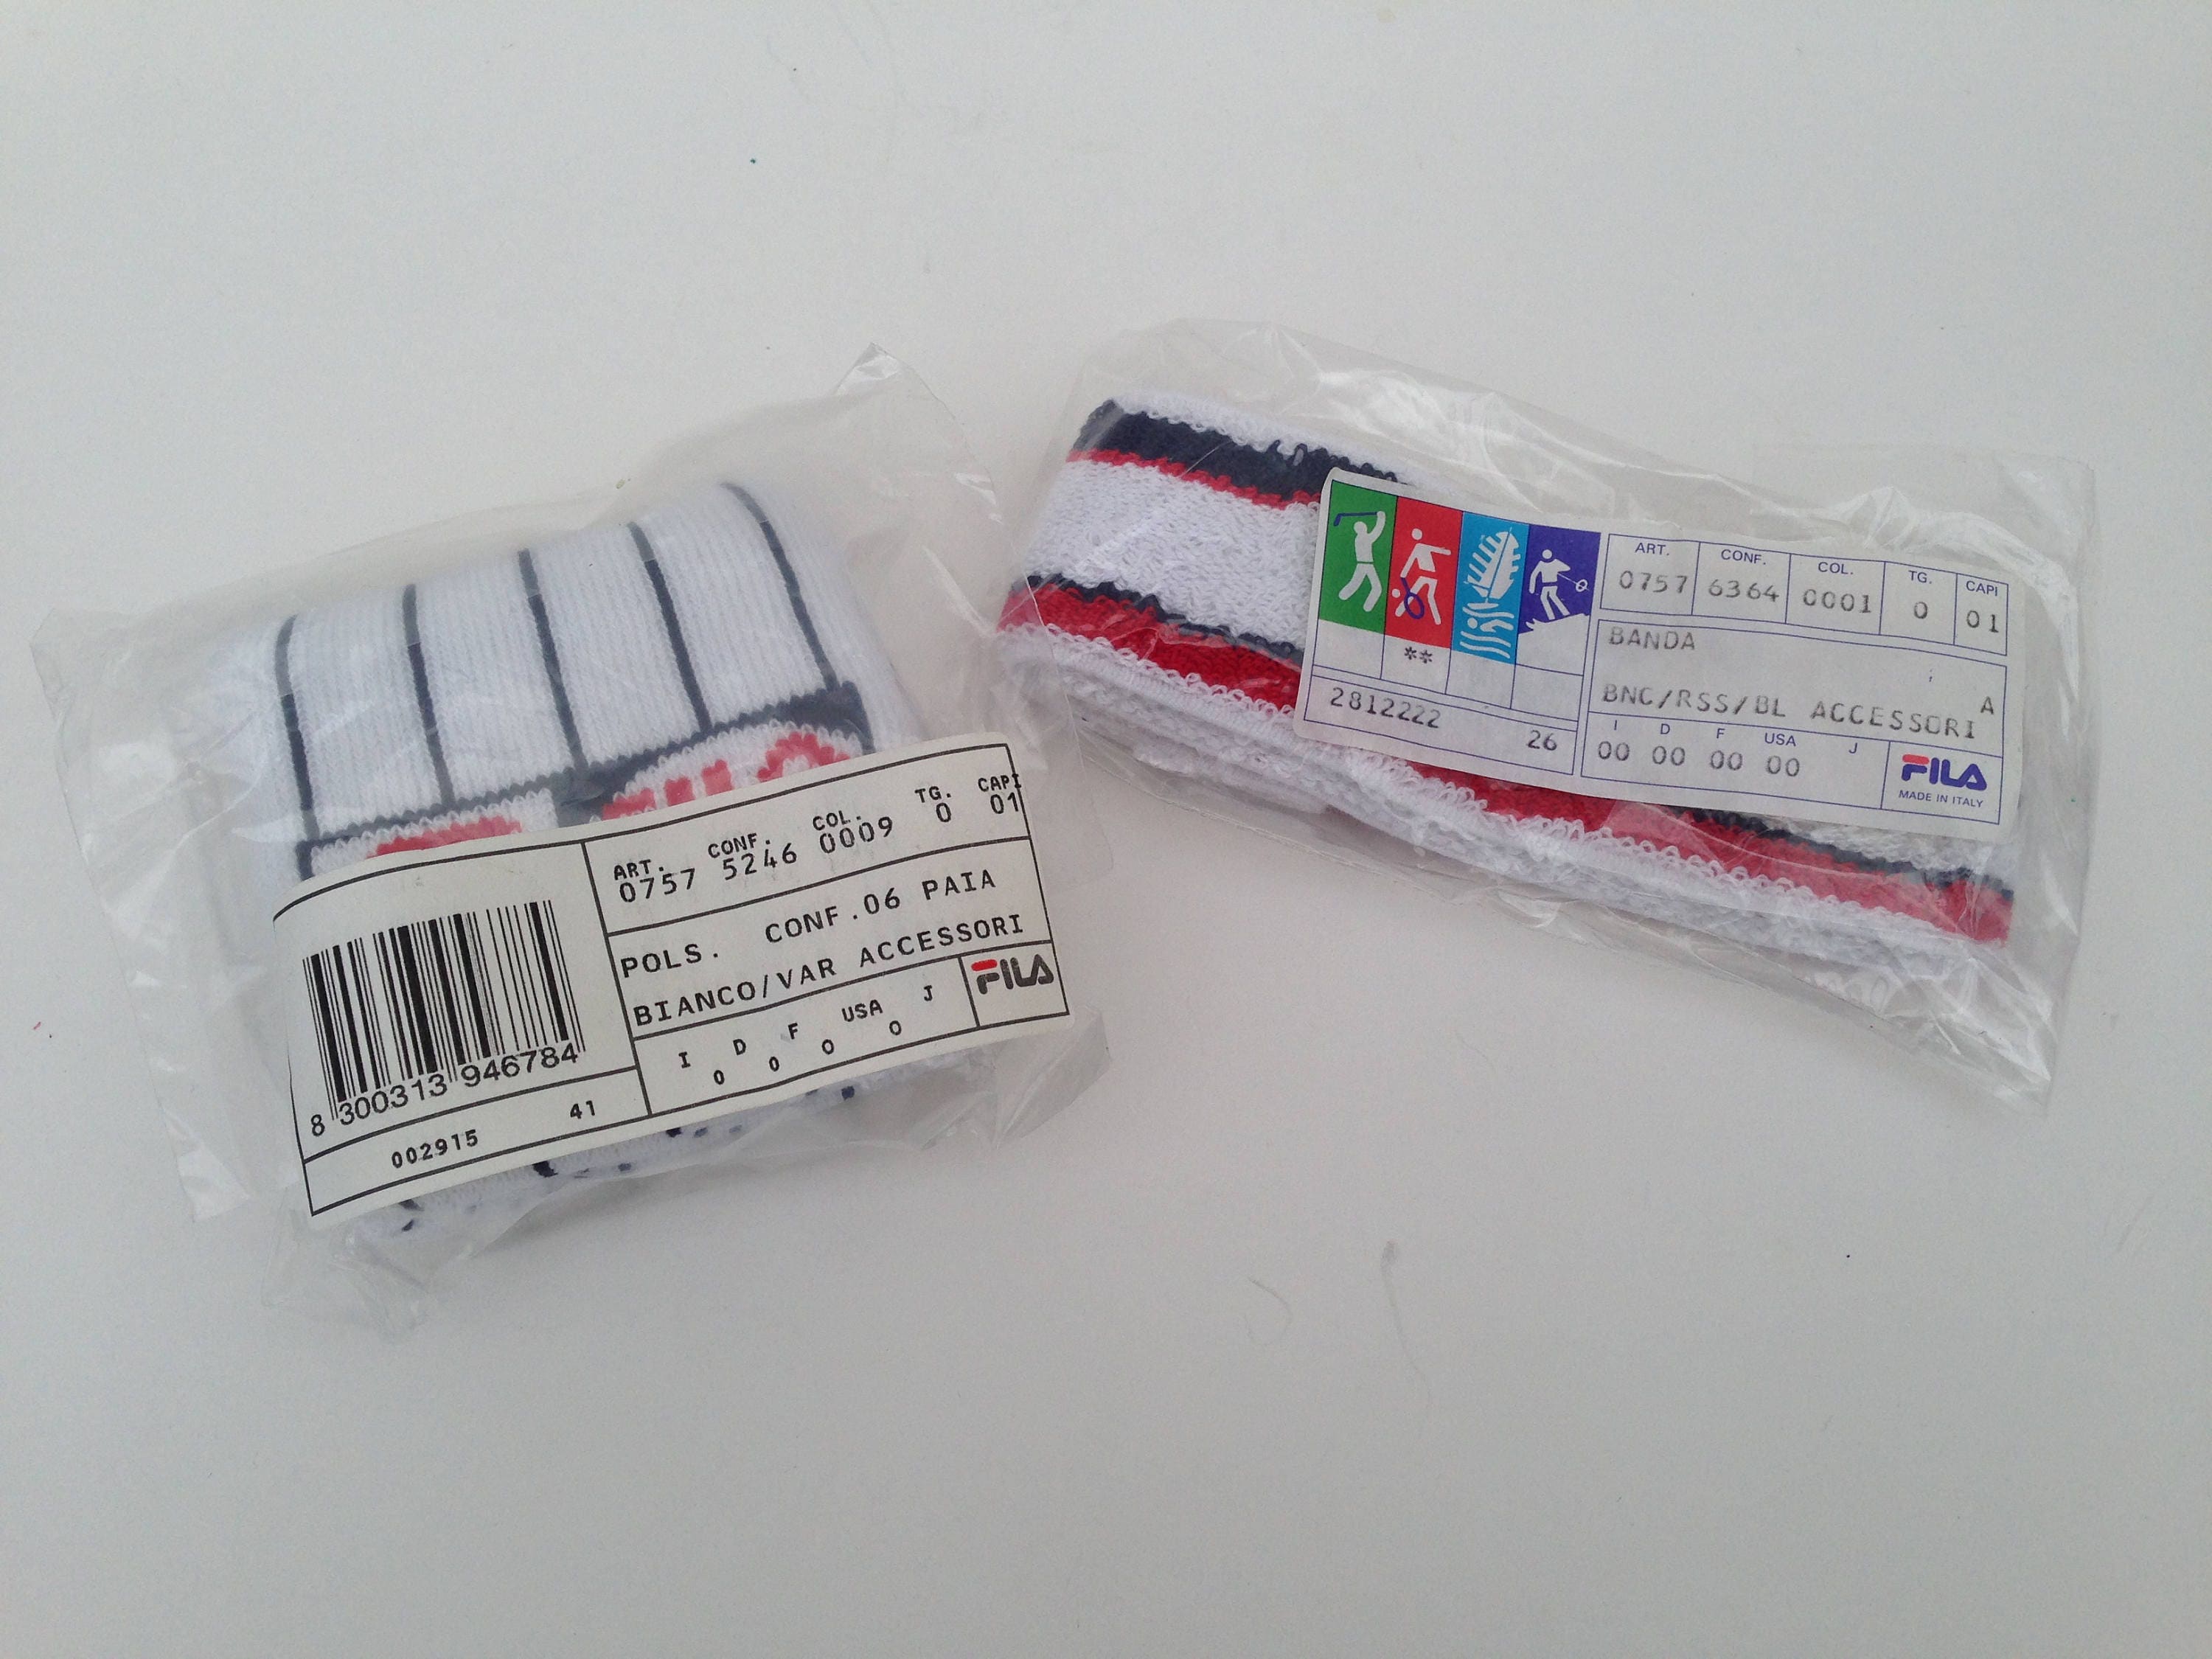 ART. CONF. COL. TG. CAPI
0757 5246 0009 0 01
POLS. CONF.06 PAIA
BIANCO/VAR ACCESSORI
I D F USA J
0 0 0 0
FILA
8 300313 946784
002915 41
ART. CONF. COL. TG. CAPI
0757 6364 0001 0 01
BANDA
A
BNC/RSS/BL ACCESSORI
I D F USA J
00 00 00 00
FILA
MADE IN ITALY
**
2812222 26